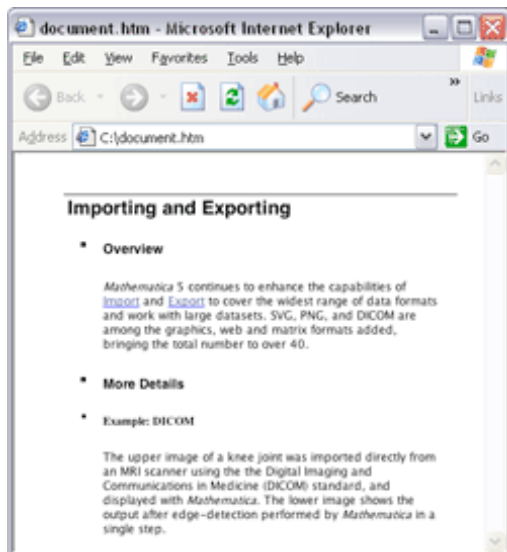 document.htm - Microsoft Internet Explorer
File Edit View Favorites Tools Help
Back Search Links
Address C:\document.htm Go
Importing and Exporting
Overview
Mathematica 5 continues to enhance the capabilities of
Import and Export to cover the widest range of data formats
and work with large datasets. SVG, PNG, and DICOM are
among the graphics, web and matrix formats added,
bringing the total number to over 40.
More Details
Example: DICOM
The upper image of a knee joint was imported directly from
an MRI scanner using the the Digital Imaging and
Communications in Medicine (DICOM) standard, and
displayed with Mathematica. The lower image shows the
output after edge-detection performed by Mathematica in a
single step.